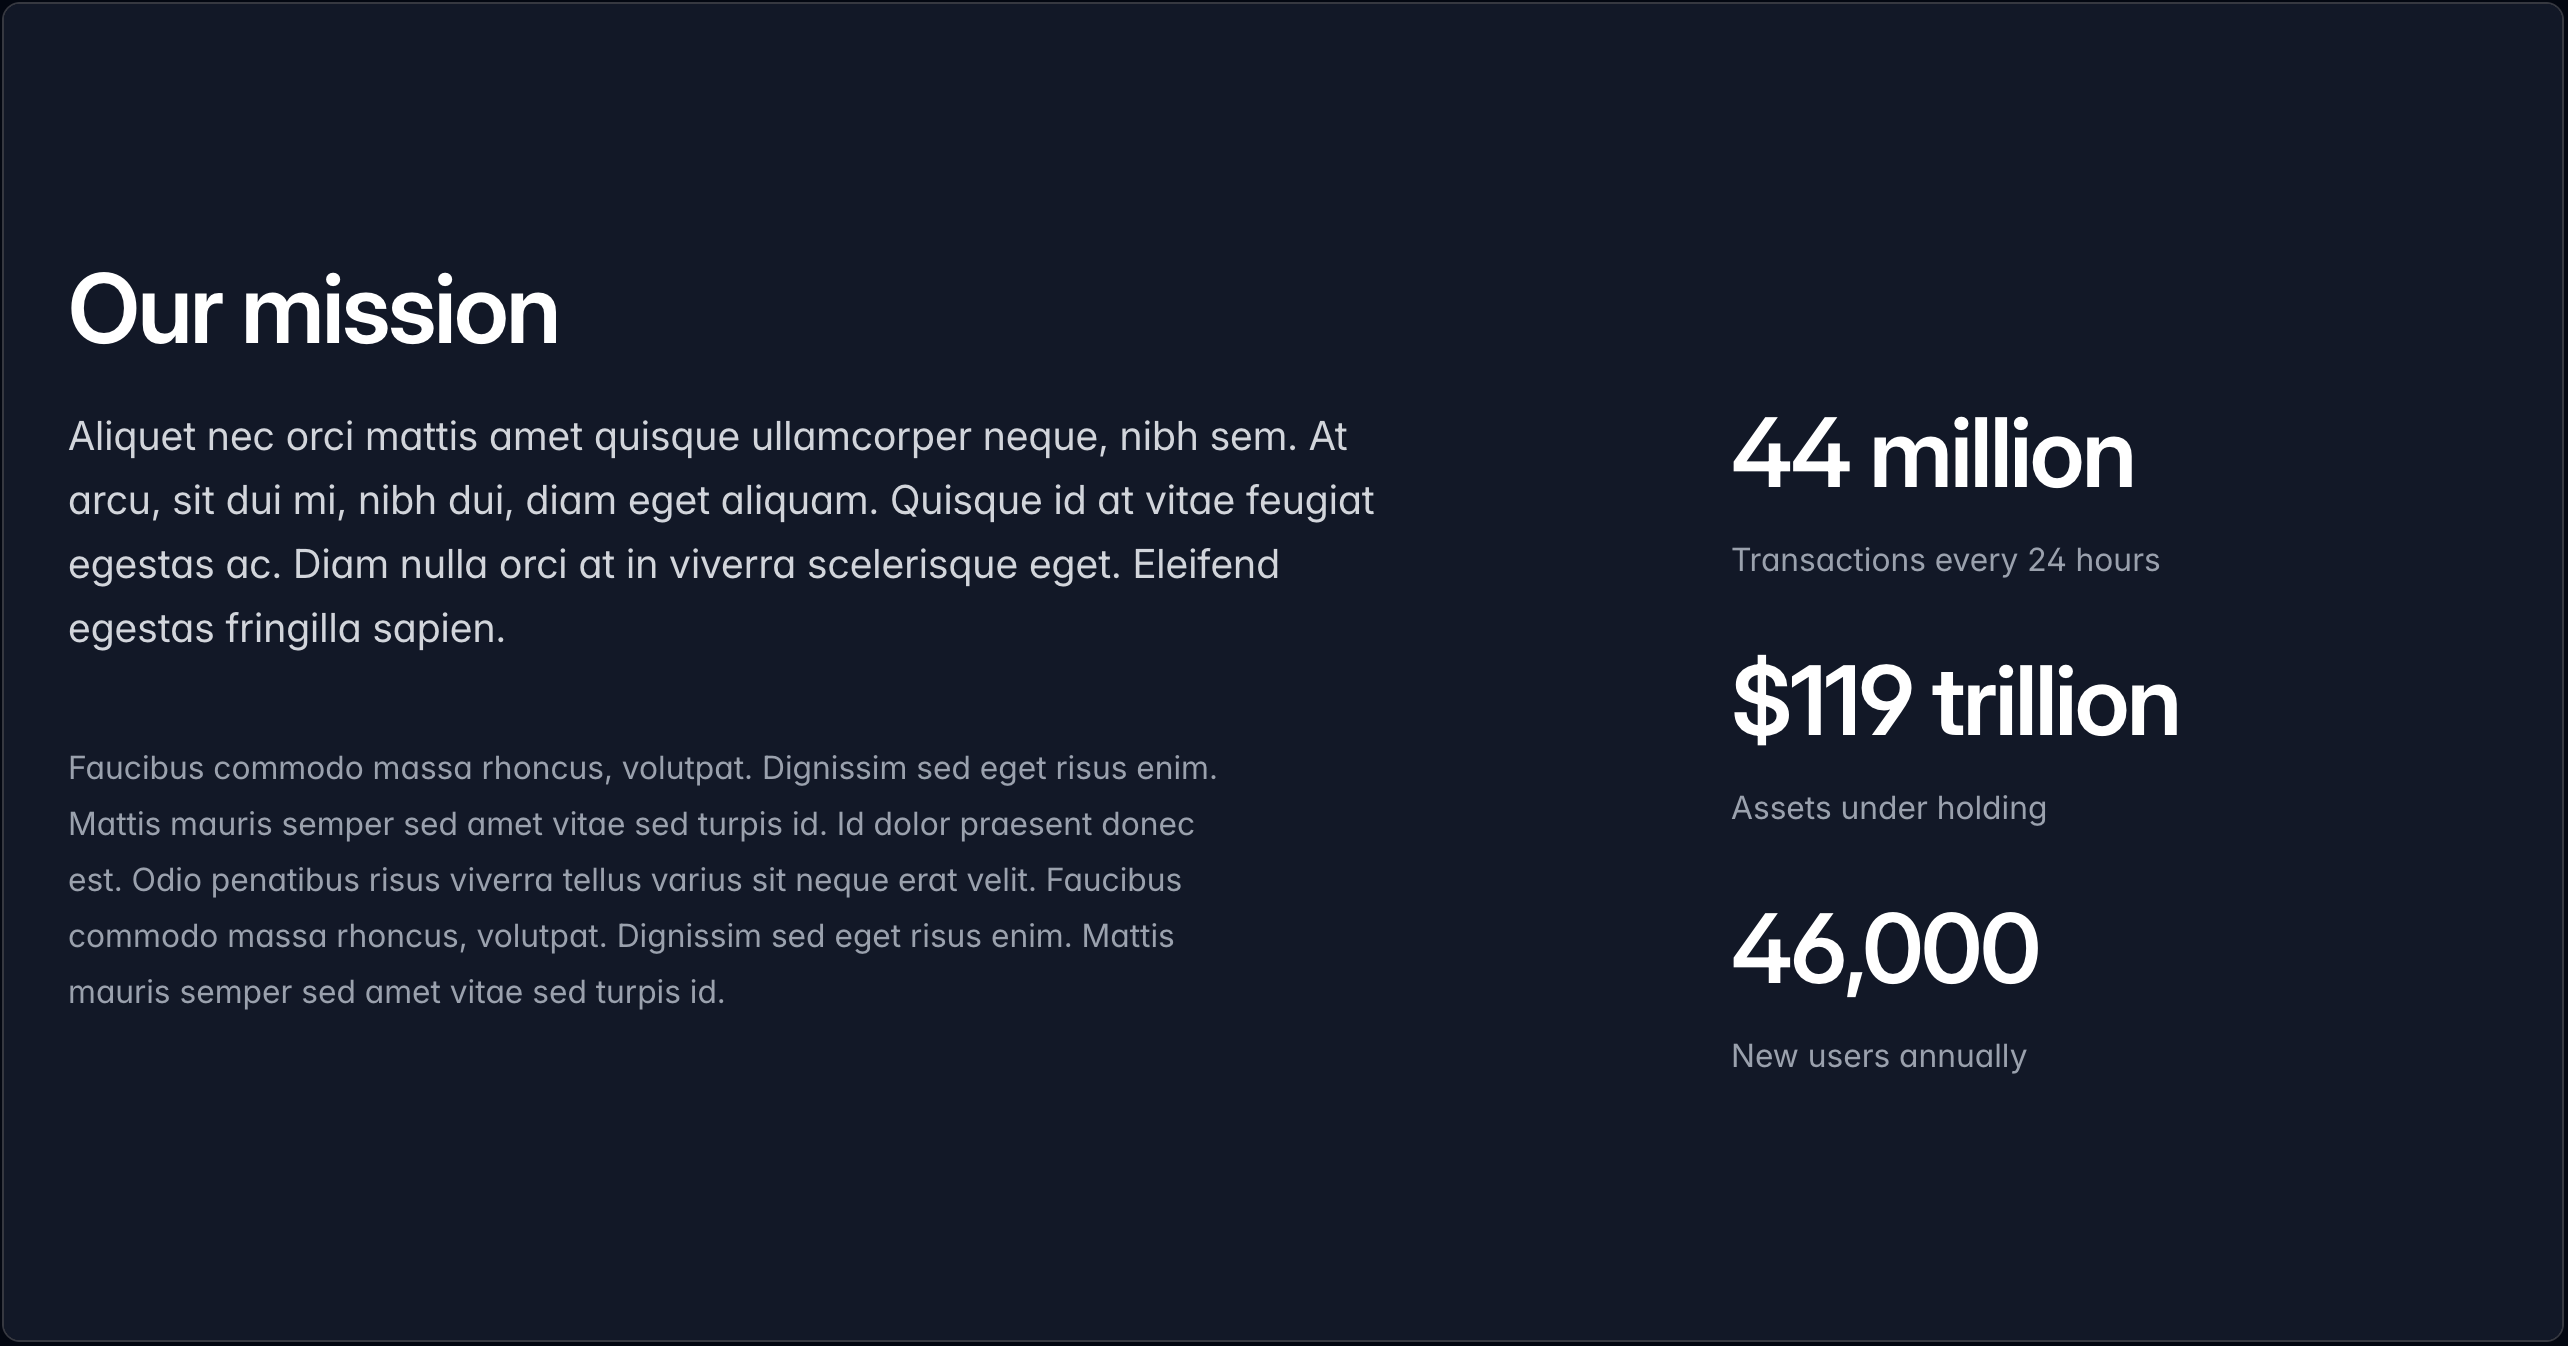 Our mission
Aliquet nec orci mattis amet quisque ullamcorper neque, nibh sem. At
arcu, sit dui mi, nibh dui, diam eget aliquam. Quisque id at vitae feugiat
egestas ac. Diam nulla orci at in viverra scelerisque eget. Eleifend
egestas fringilla sapien.
Faucibus commodo massa rhoncus, volutpat. Dignissim sed eget risus enim.
Mattis mauris semper sed amet vitae sed turpis id. Id dolor praesent donec
est. Odio penatibus risus viverra tellus varius sit neque erat velit. Faucibus
commodo massa rhoncus, volutpat. Dignissim sed eget risus enim. Mattis
mauris semper sed amet vitae sed turpis id.
44 million
Transactions every 24 hours
$119 trillion
Assets under holding
46,000
New users annually